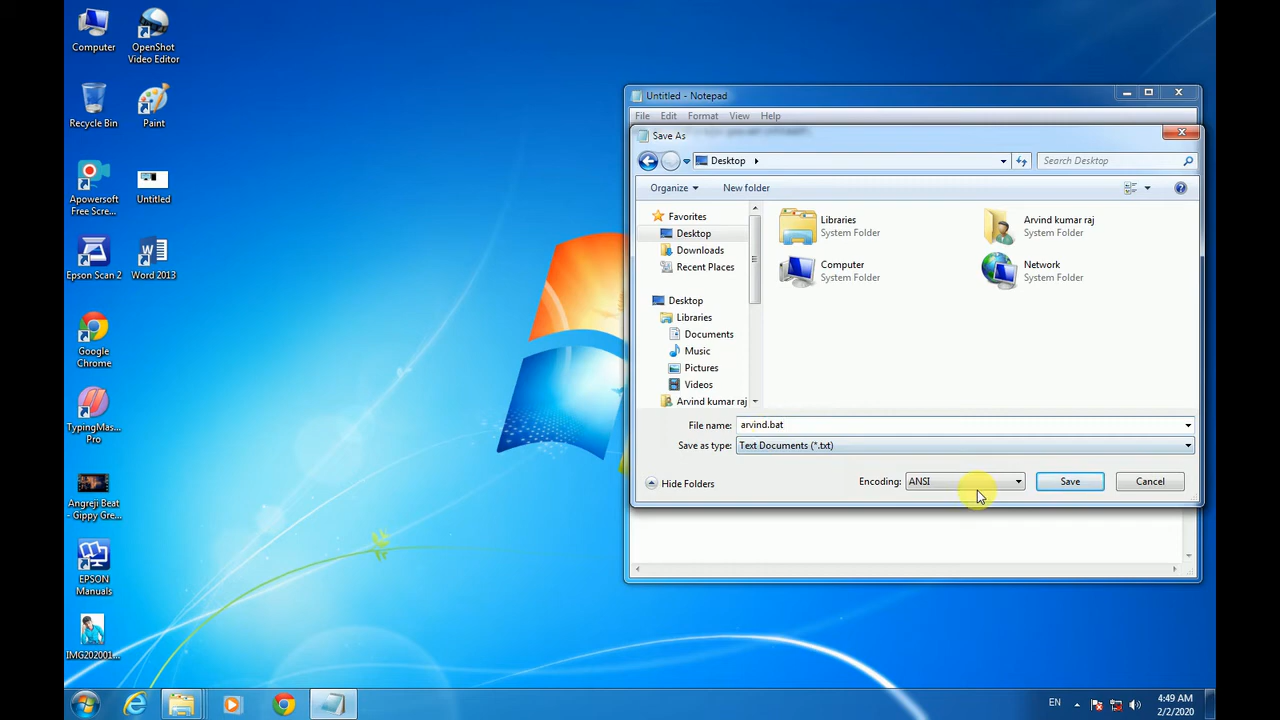 Computer
OpenShot
Video Editor
Recycle Bin
Paint
Apowersoft
Free Scre...
Untitled
Epson Scan 2
Word 2013
Google
Chrome
TypingMas...
Pro
Angreji Beat
- Gippy Gre...
EPSON
Manuals
IMG202001...
Untitled - Notepad
File Edit Format View Help
Save As
Desktop
Search Desktop
Organize
New folder
Favorites
Desktop
Downloads
Recent Places
Desktop
Libraries
Documents
Music
Pictures
Videos
Arvind kumar raj
Libraries
System Folder
Arvind kumar raj
System Folder
Computer
System Folder
Network
System Folder
File name: arvind.bat
Save as type: Text Documents (*.txt)
Hide Folders
Encoding: ANSI
Save
Cancel
EN
4:49 AM
2/2/2020